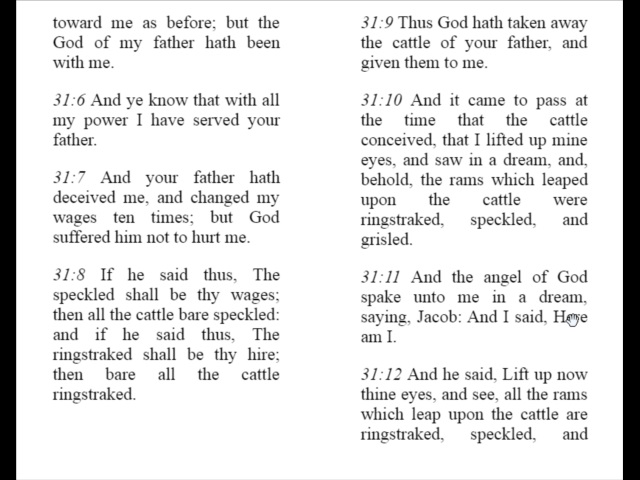 toward me as before; but the
God of my father hath been
with me.
31:6 And ye know that with all
my power I have served your
father.
31:7 And your father hath
deceived me, and changed my
wages ten times; but God
suffered him not to hurt me.
31:8 If he said thus, The
speckled shall be thy wages;
then all the cattle bare speckled:
and if he said thus, The
ringstraked shall be thy hire;
then bare all the cattle
ringstraked.
31:9 Thus God hath taken away
the cattle of your father, and
given them to me.
31:10 And it came to pass at
the time that the cattle
conceived, that I lifted up mine
eyes, and saw in a dream, and,
behold, the rams which leaped
upon the cattle were
ringstraked, speckled, and
grisled.
31:11 And the angel of God
spake unto me in a dream,
saying, Jacob: And I said, Here
am I.
31:12 And he said, Lift up now
thine eyes, and see, all the rams
which leap upon the cattle are
ringstraked, speckled, and